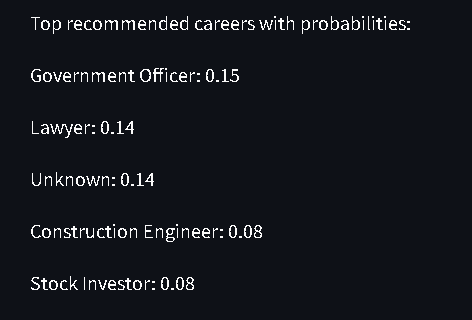 Top recommended careers with probabilities:
Government Officer: 0.15
Lawyer: 0.14
Unknown: 0.14
Construction Engineer: 0.08
Stock Investor: 0.08